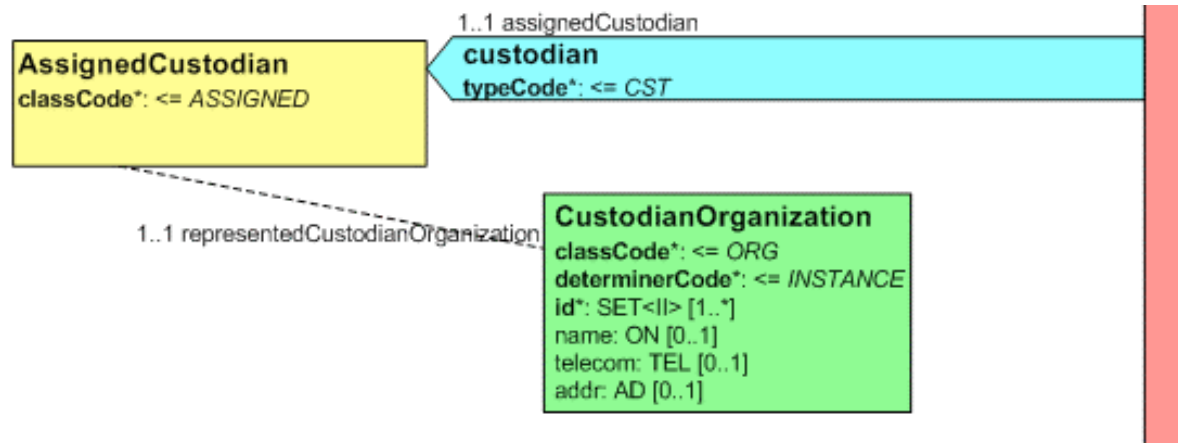 1..1 assignedCustodian
AssignedCustodian
classCode*: <= ASSIGNED
custodian
typeCode*: <= CST
1..1 representedCustodianOrganization
CustodianOrganization
classCode*: <= ORG
determinerCode*: <= INSTANCE
id*: SET<II> [1..*]
name: ON [0..1]
telecom: TEL [0..1]
addr: AD [0..1]